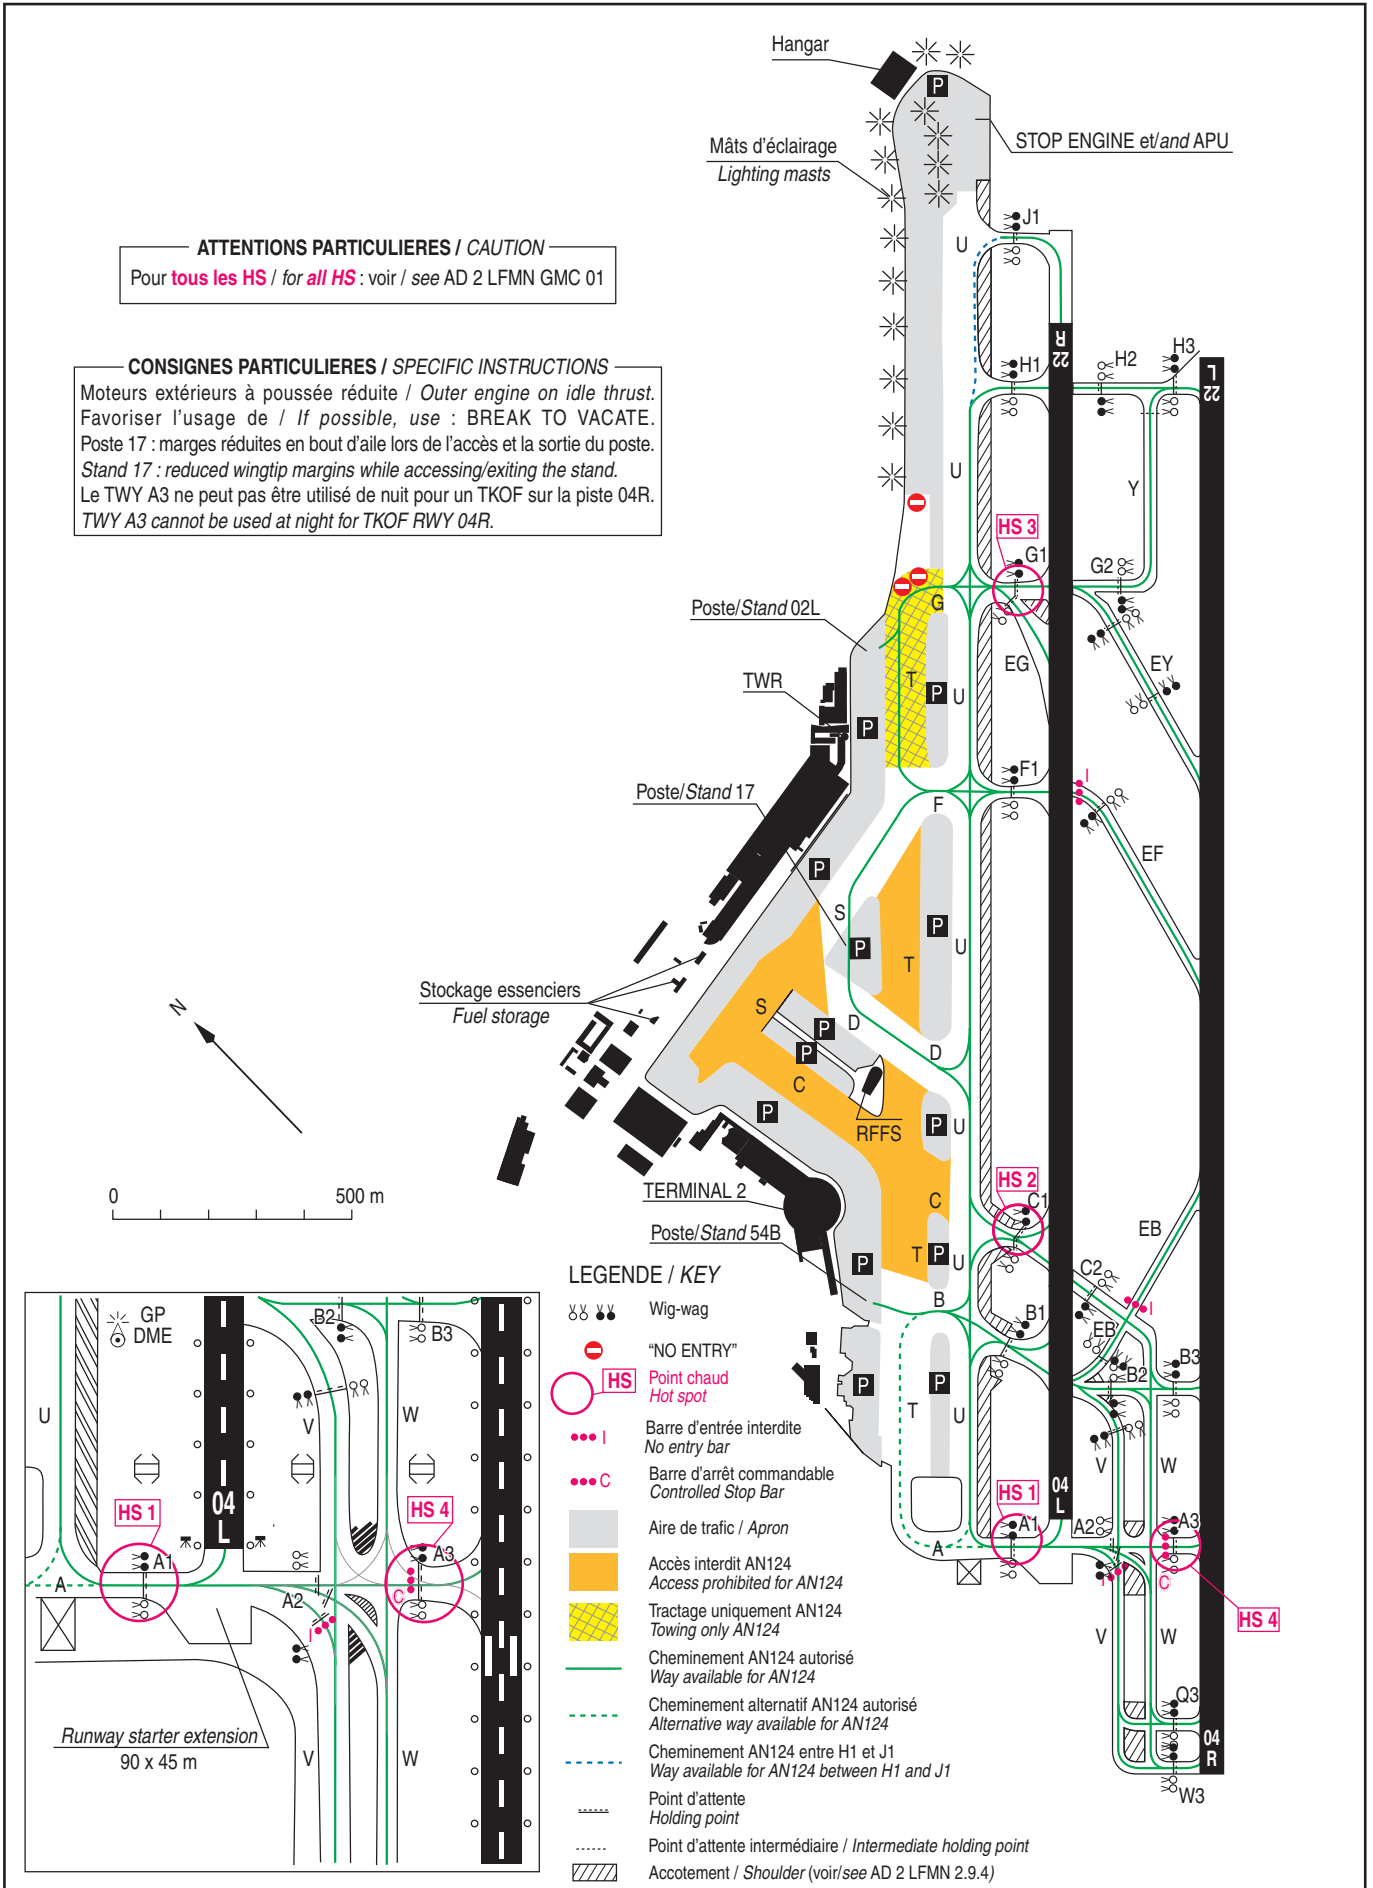 Hangar
P
STOP ENGINE et/and APU
Mâts d'éclairage
Lighting masts
J1
U
ATTENTIONS PARTICULIERES / CAUTION
Pour tous les HS / for all HS : voir / see AD 2 LFMN GMC 01
CONSIGNES PARTICULIERES / SPECIFIC INSTRUCTIONS
Moteurs extérieurs à poussée réduite / Outer engine on idle thrust.
Favoriser l'usage de / If possible, use : BREAK TO VACATE.
Poste 17 : marges réduites en bout d'aile lors de l'accès et la sortie du poste.
Stand 17 : reduced wingtip margins while accessing/exiting the stand.
Le TWY A3 ne peut pas être utilisé de nuit pour un TKOF sur la piste 04R.
TWY A3 cannot be used at night for TKOF RWY 04R.
22
R
H1
H2
H3
22
L
U
Y
HS 3
G1
G2
Poste/Stand 02L
G
EG
EY
TWR
T
P
U
P
F1
I
Poste/Stand 17
F
EF
P
S
P
U
P
T
N
Stockage essenciers
Fuel storage
S
P
D
D
P
C
P
P
U
RFFS
HS 2
C1
TERMINAL 2
C
EB
Poste/Stand 54B
T
P
U
P
C2
I
B
B1
EB
B3
B2
P
P
T
U
V
W
HS 1
04
L
A1
A2
A3
A
I
C
HS 4
V
W
Q3
04
R
W3
0
500 m
GP
DME
B2
B3
U
V
W
HS 1
04
L
HS 4
A1
A3
A
A2
C
I
Runway starter extension
90 x 45 m
V
W
LEGENDE / KEY
Wig-wag
“NO ENTRY”
HS
Point chaud
Hot spot
I
Barre d'entrée interdite
No entry bar
C
Barre d'arrêt commandable
Controlled Stop Bar
Aire de trafic / Apron
Accès interdit AN124
Access prohibited for AN124
Tractage uniquement AN124
Towing only AN124
Cheminement AN124 autorisé
Way available for AN124
Cheminement alternatif AN124 autorisé
Alternative way available for AN124
Cheminement AN124 entre H1 et J1
Way available for AN124 between H1 and J1
Point d'attente
Holding point
Point d'attente intermédiaire / Intermediate holding point
Accotement / Shoulder (voir/see AD 2 LFMN 2.9.4)